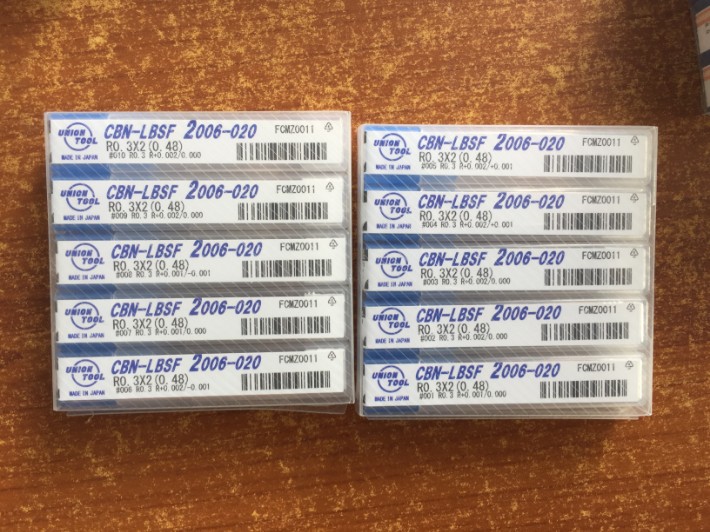 UNION TOOL
MADE IN JAPAN
CBN-LBSF 2006-020 FCMZ0011
R0.3X2(0.48)
#010 R0.3 R+0.002/0.000
UNION TOOL
MADE IN JAPAN
CBN-LBSF 2006-020 FCMZ0011
R0.3X2(0.48)
#009 R0.3 R+0.002/0.000
UNION TOOL
MADE IN JAPAN
CBN-LBSF 2006-020 FCMZ0011
R0.3X2(0.48)
#008 R0.3 R+0.001/-0.001
UNION TOOL
MADE IN JAPAN
CBN-LBSF 2006-020 FCMZ0011
R0.3X2(0.48)
#007 R0.3 R+0.001/0.000
UNION TOOL
MADE IN JAPAN
CBN-LBSF 2006-020 FCMZ0011
R0.3X2(0.48)
#006 R0.3 R+0.002/-0.001
UNION TOOL
MADE IN JAPAN
CBN-LBSF 2006-020 FCMZ0011
R0.3X2(0.48)
#005 R0.3 R+0.002/+0.001
UNION TOOL
MADE IN JAPAN
CBN-LBSF 2006-020 FCMZ0011
R0.3X2(0.48)
#004 R0.3 R+0.002/+0.001
UNION TOOL
MADE IN JAPAN
CBN-LBSF 2006-020 FCMZ0011
R0.3X2(0.48)
#003 R0.3 R+0.002/0.000
UNION TOOL
MADE IN JAPAN
CBN-LBSF 2006-020 FCMZ0011
R0.3X2(0.48)
#002 R0.3 R+0.002/0.000
UNION TOOL
MADE IN JAPAN
CBN-LBSF 2006-020 FCMZ0011
R0.3X2(0.48)
#001 R0.3 R+0.001/0.000